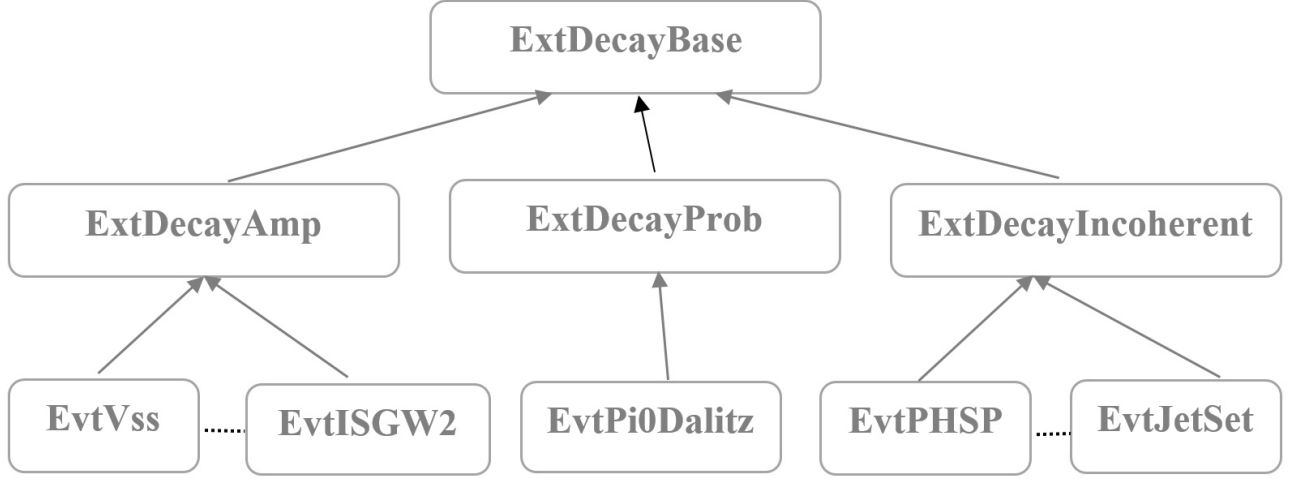 ExtDecayBase
ExtDecayAmp
ExtDecayProb
ExtDecayIncoherent
EvtVss
EvtISGW2
EvtPi0Dalitz
EvtPHSP
EvtJetSet